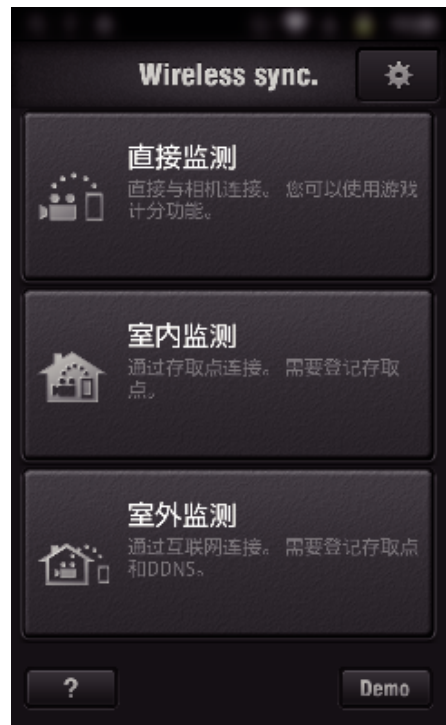 Wireless sync.
直接监测
直接与相机连接。 您可以使用游戏
计分功能。
室内监测
通过存取点连接。 需要登记存取
点。
室外监测
通过互联网连接。 需要登记存取点
和DDNS。
?
Demo